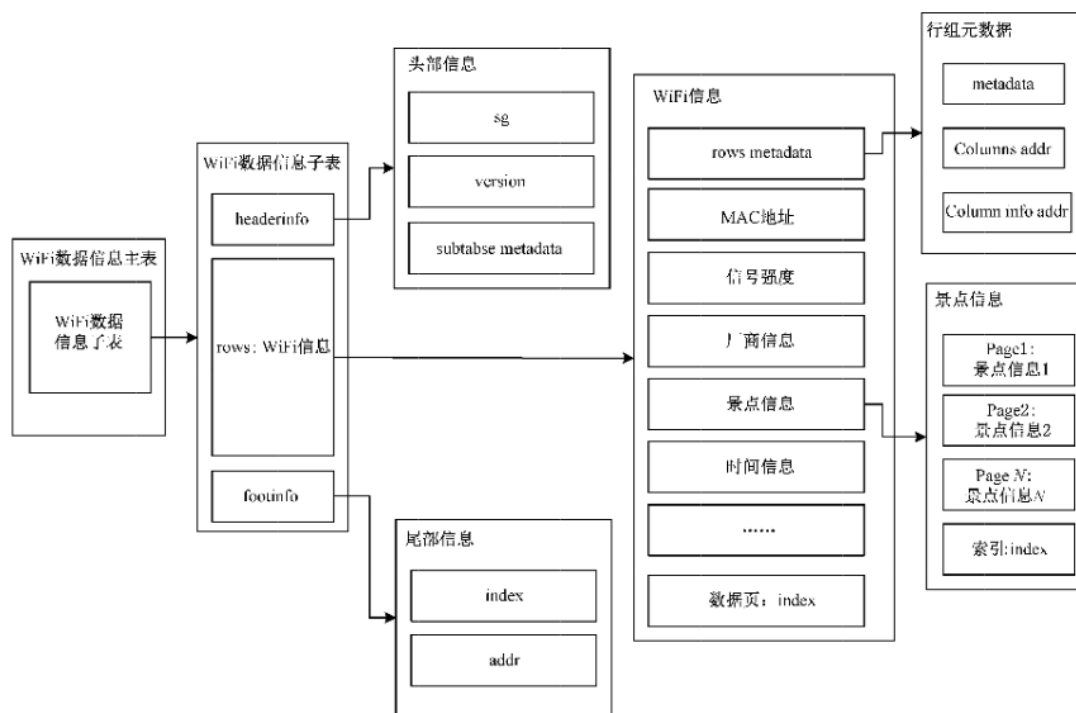 WiFi数据信息主表
WiFi数据
信息子表
WiFi数据信息子表
headerinfo
rows: WiFi信息
footinfo
头部信息
sg
version
subtabse metadata
尾部信息
index
addr
WiFi信息
rows metadata
MAC地址
信号强度
厂商信息
景点信息
时间信息
……
数据页：index
行组元数据
metadata
Columns addr
Column info addr
景点信息
Page1:
景点信息1
Page2:
景点信息2
Page N:
景点信息N
索引:index